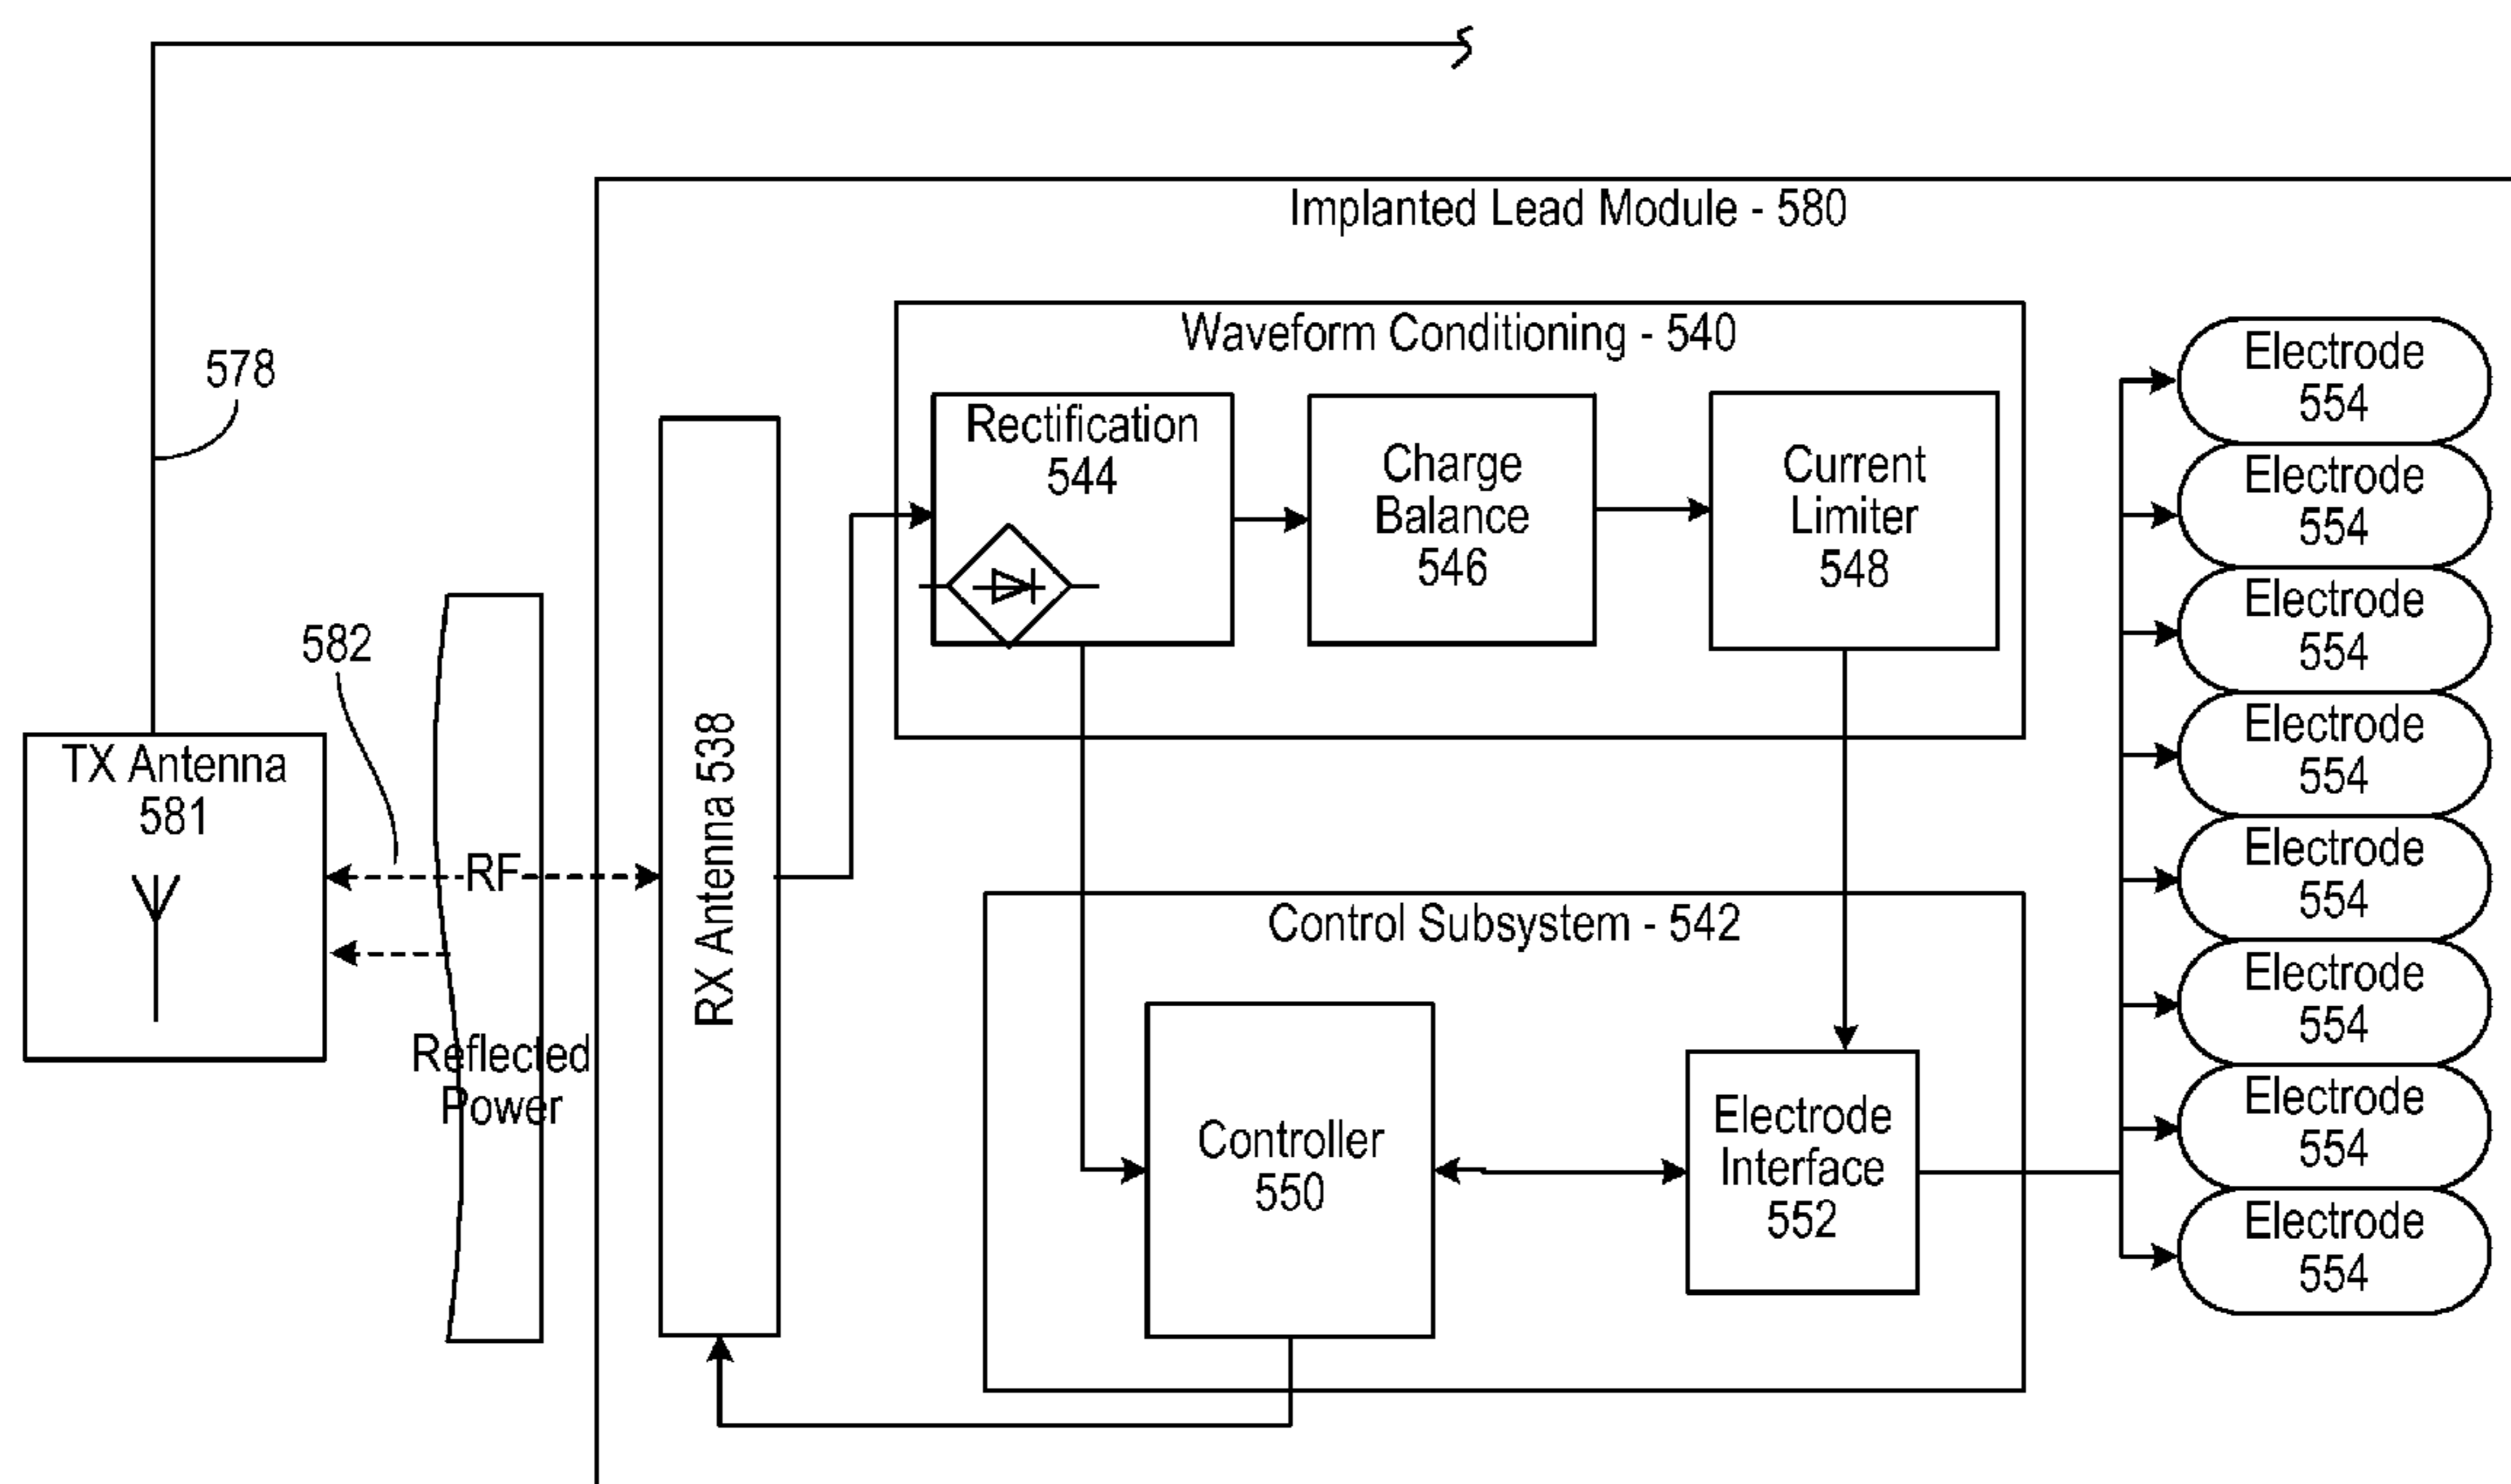 Implanted Lead Module - 580
Waveform Conditioning - 540
578
582
TX Antenna
581
RF
Reflected
Power
RX Antenna 538
Rectification
544
Charge
Balance
546
Current
Limiter
548
Control Subsystem - 542
Controller
550
Electrode
Interface
552
Electrode
554
Electrode
554
Electrode
554
Electrode
554
Electrode
554
Electrode
554
Electrode
554
Electrode
554